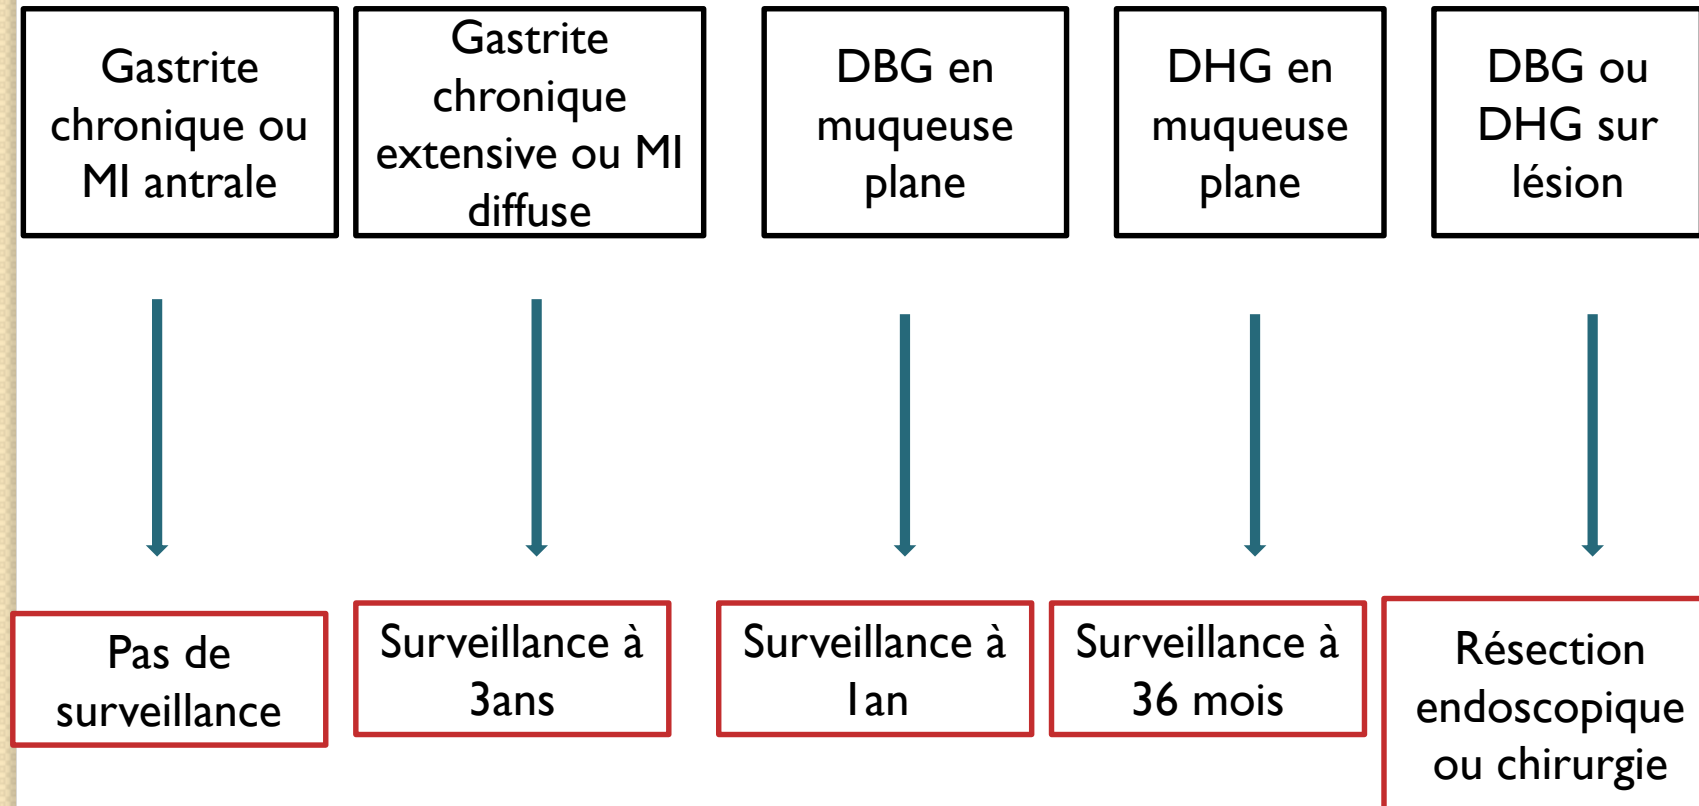 Gastrite
chronique ou
MI antrale
Gastrite
chronique
extensive ou MI
diffuse
DBG en
muqueuse
plane
DHG en
muqueuse
plane
DBG ou
DHG sur
lésion
Pas de
surveillance
Surveillance à
3ans
Surveillance à
1an
Surveillance à
36 mois
Résection
endoscopique
ou chirurgie